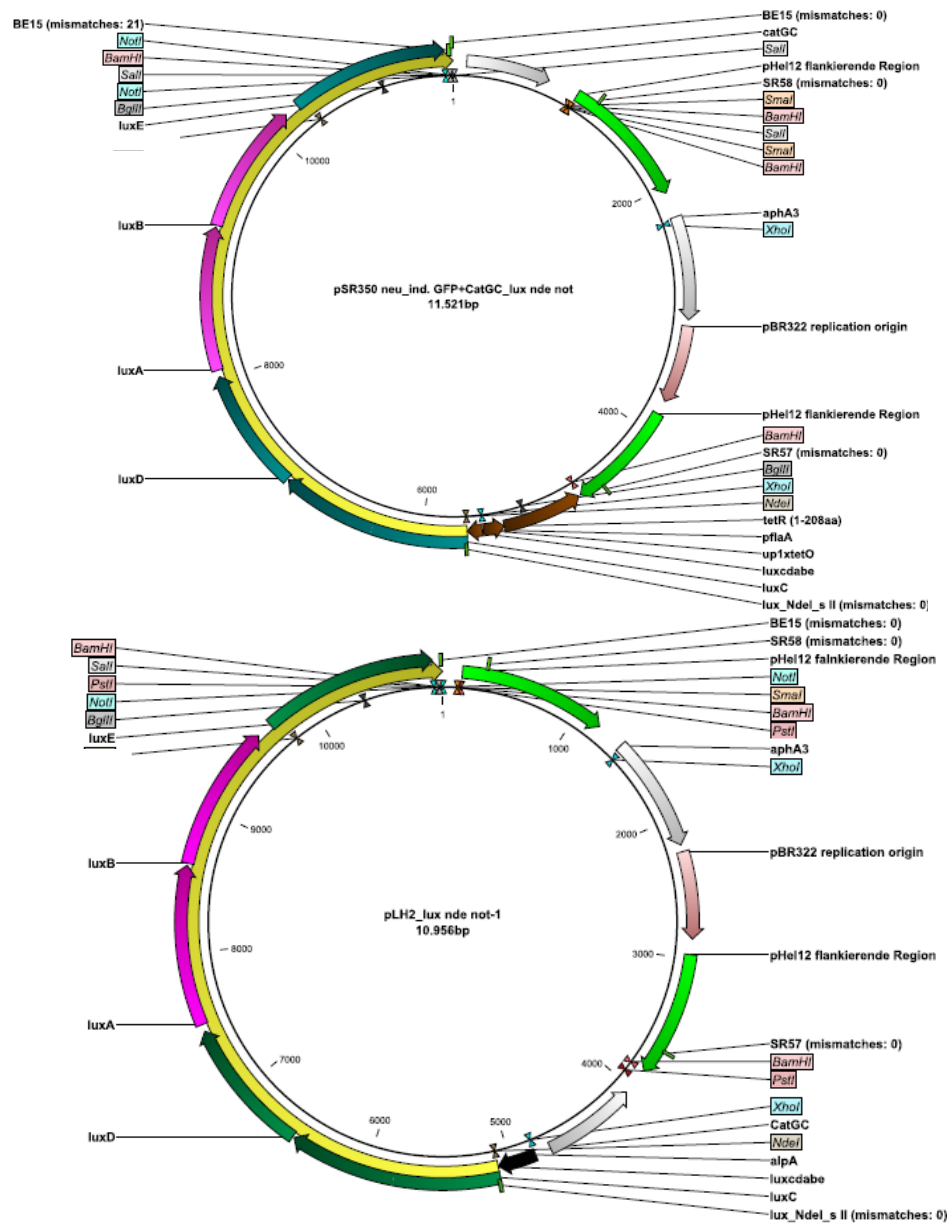 BE15 (mismatches: 21)
NotI
BamHI
SalI
NotI
BglII
luxE
luxB
luxA
luxD
BE15 (mismatches: 0)
catGC
SalI
pHel12 flankierende Region
SR58 (mismatches: 0)
SmaI
BamHI
SalI
SmaI
BamHI
aphA3
XhoI
pBR322 replication origin
pHel12 flankierende Region
BamHI
SR57 (mismatches: 0)
BglII
XhoI
NdeI
tetR (1-208aa)
pflaA
up1xtetO
luxcdabe
luxC
lux_NdeI_s II (mismatches: 0)
1
2000
4000
6000
8000
10000
pSR350 neu_ind. GFP+CatGC_lux nde not
11.521bp
BamHI
SalI
PstI
NotI
BglII
luxE
luxB
luxA
luxD
BE15 (mismatches: 0)
SR58 (mismatches: 0)
pHel12 falnkierende Region
NotI
SmaI
BamHI
PstI
aphA3
XhoI
pBR322 replication origin
pHel12 flankierende Region
SR57 (mismatches: 0)
BamHI
PstI
XhoI
CatGC
NdeI
alpA
luxcdabe
luxC
lux_NdeI_s II (mismatches: 0)
1
1000
2000
3000
4000
5000
6000
7000
8000
9000
10000
pLH2_lux nde not-1
10.956bp